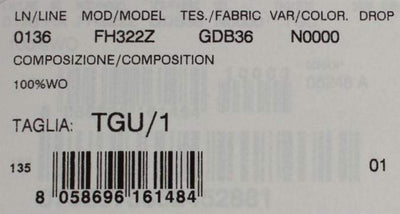 LN/LINE MOD/MODEL TES./FABRIC VAR/COLOR. DROP
0136 FH322Z GDB36 N0000
COMPOSIZIONE/COMPOSITION
100%WO
TAGLIA: TGU/1
135 01
8 058696 161484